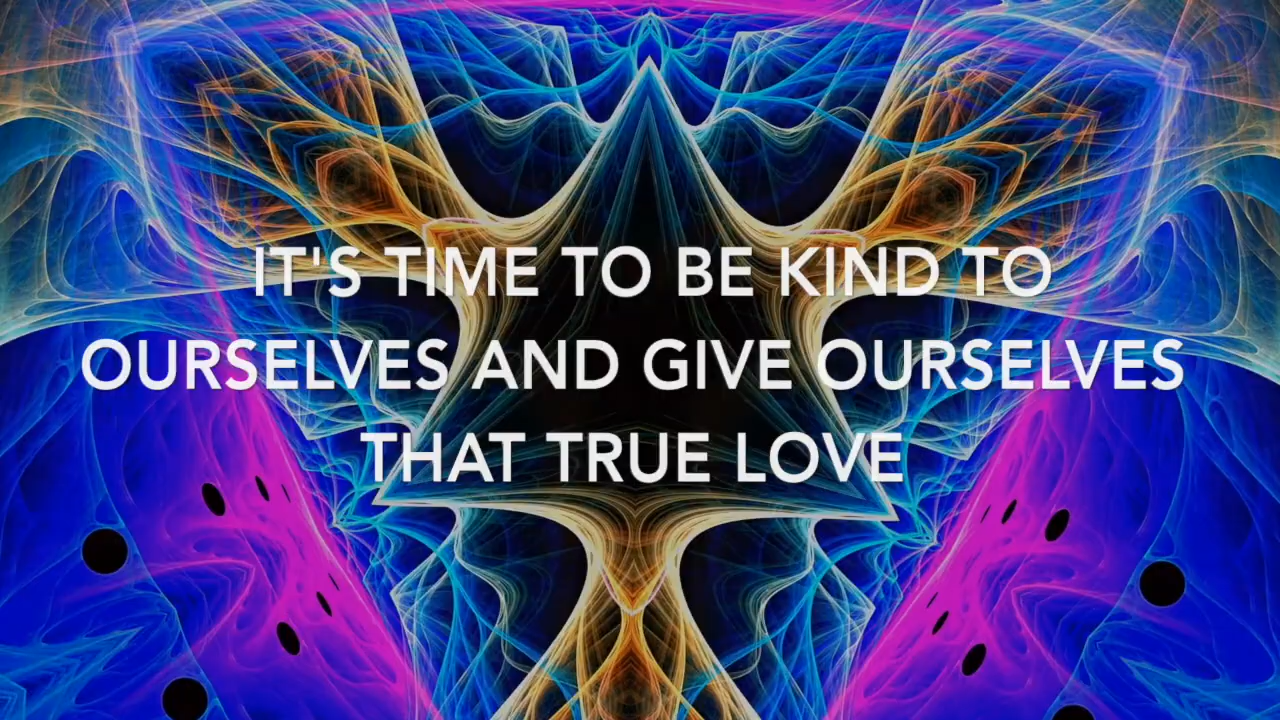 IT'S TIME TO BE KIND TO
OURSELVES AND GIVE OURSELVES
THAT TRUE LOVE